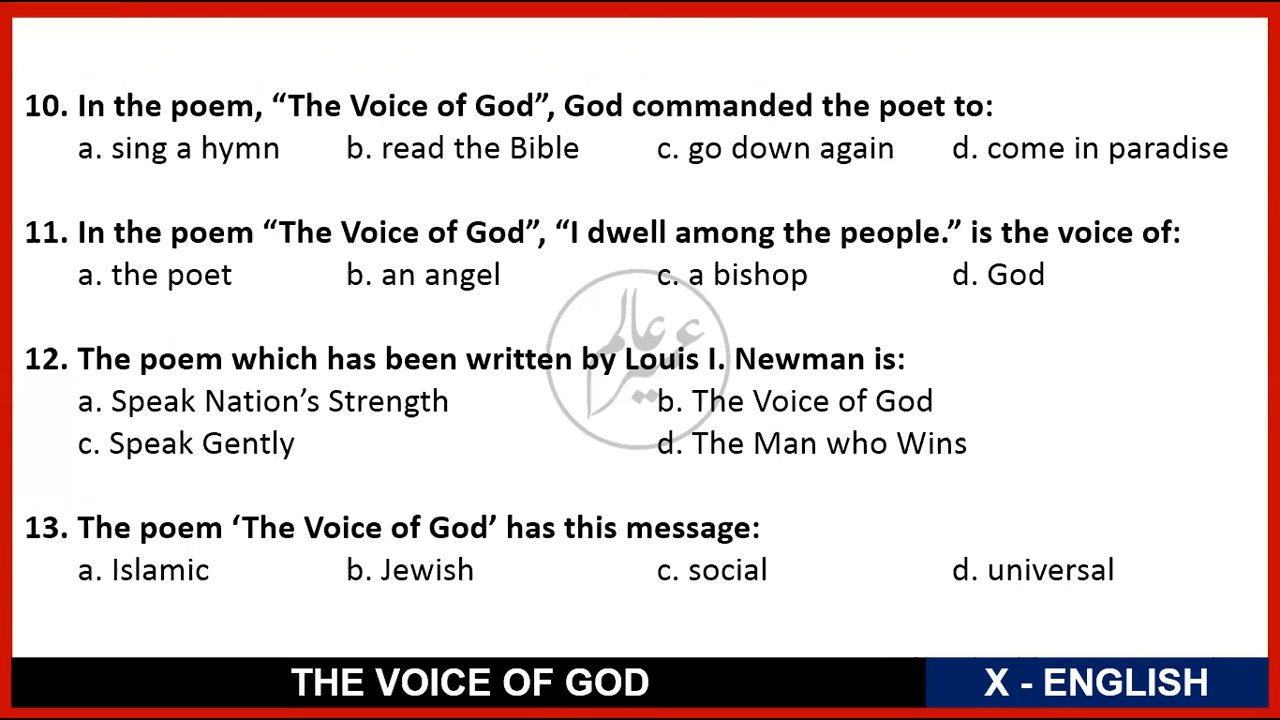 10. In the poem, “The Voice of God”, God commanded the poet to:
a. sing a hymn b. read the Bible c. go down again d. come in paradise
11. In the poem “The Voice of God”, “I dwell among the people.” is the voice of:
a. the poet b. an angel c. a bishop d. God
12. The poem which has been written by Louis I. Newman is:
a. Speak Nation’s Strength b. The Voice of God
c. Speak Gently d. The Man who Wins
13. The poem ‘The Voice of God’ has this message:
a. Islamic b. Jewish c. social d. universal
THE VOICE OF GOD X - ENGLISH